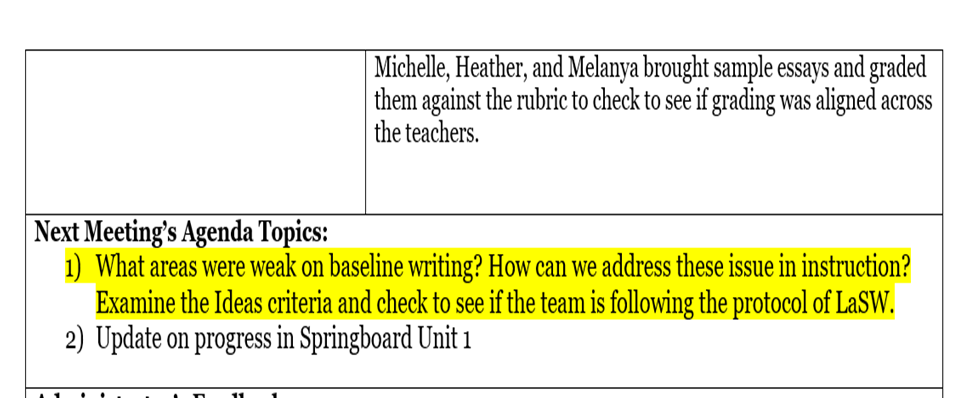 Michelle, Heather, and Melanya brought sample essays and graded
them against the rubric to check to see if grading was aligned across
the teachers.
Next Meeting's Agenda Topics:
1) What areas were weak on baseline writing? How can we address these issue in instruction?
Examine the Ideas criteria and check to see if the team is following the protocol of LaSW.
2) Update on progress in Springboard Unit 1